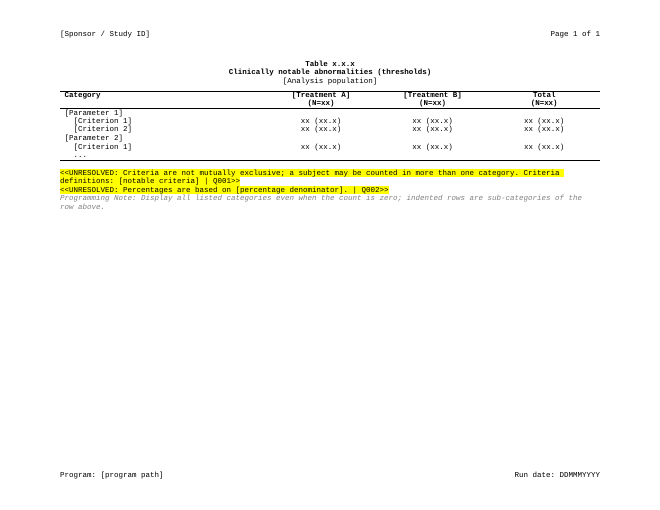 [Sponsor / Study ID] Page 1 of 1
Table x.x.x
Clinically notable abnormalities (thresholds)
[Analysis population]
Category [Treatment A] [Treatment B] Total
(N=xx) (N=xx) (N=xx)
[Parameter 1]
[Criterion 1] xx (xx.x) xx (xx.x) xx (xx.x)
[Criterion 2] xx (xx.x) xx (xx.x) xx (xx.x)
[Parameter 2]
[Criterion 1] xx (xx.x) xx (xx.x) xx (xx.x)
...
<<UNRESOLVED: Criteria are not mutually exclusive; a subject may be counted in more than one category. Criteria
definitions: [notable criteria] | Q001>>
<<UNRESOLVED: Percentages are based on [percentage denominator]. | Q002>>
Programming Note: Display all listed categories even when the count is zero; indented rows are sub-categories of the
row above.
Program: [program path] Run date: DDMMMYYYY